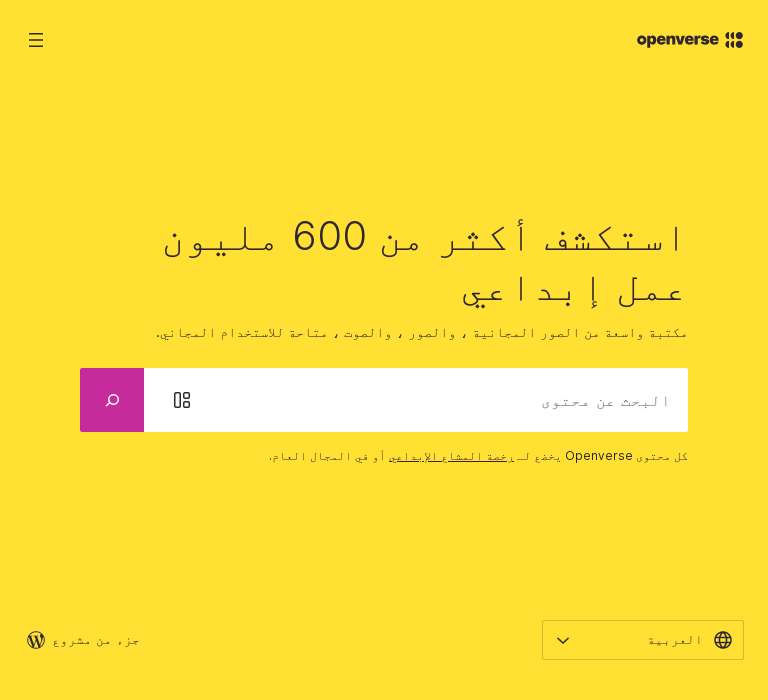 openverse
استكشف أكثر من 600 مليون
عمل إبداعي
مكتبة واسعة من الصور المجانية ، والصور ، والصوت ، متاحة للاستخدام المجاني.
البحث عن محتوى
كل محتوى Openverse يخضع لـ رخصة المشاع الإبداعي أو في المجال العام.
العربية
جزء من مشروع